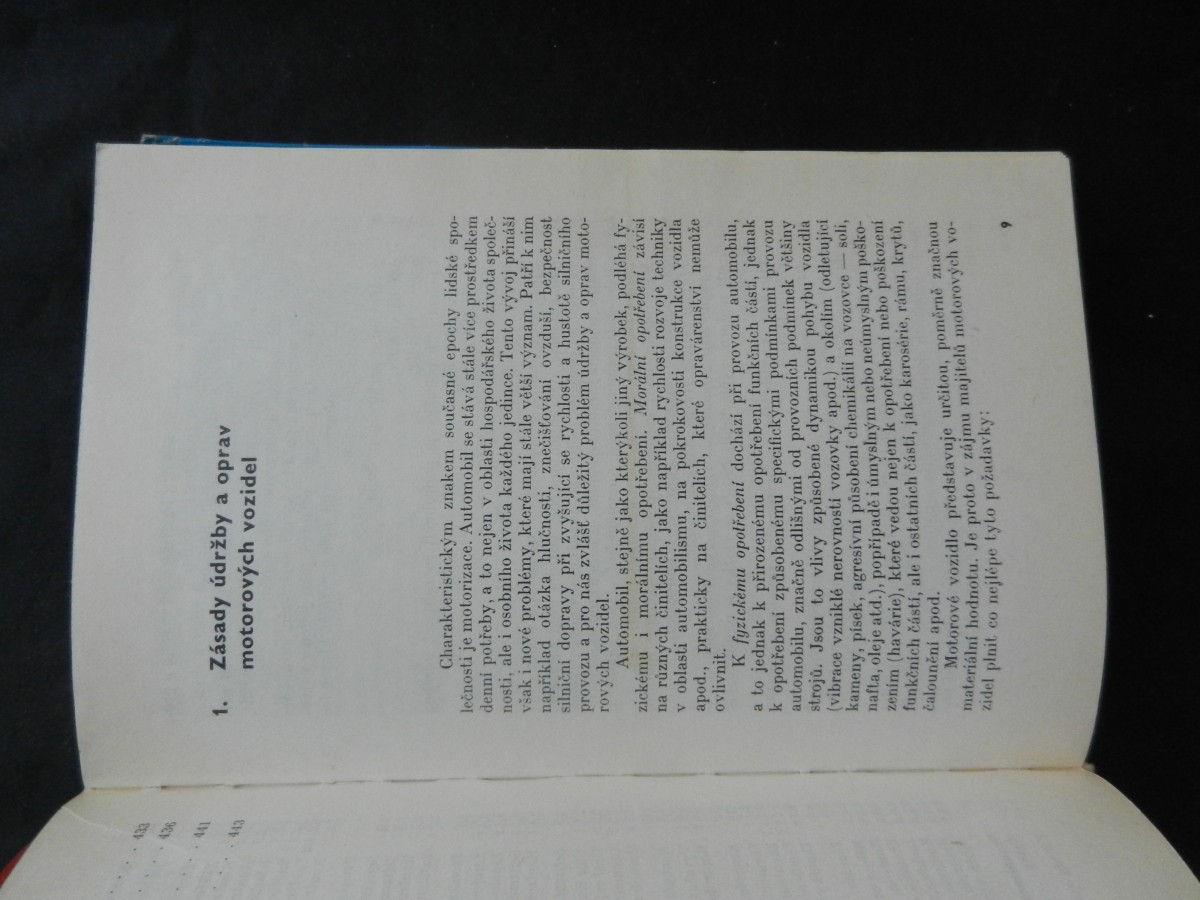 . . . . 433
. . . . 436
. . . . 441
. . . . 443
1. Zásady údržby a oprav
motorových vozidel
Charakteristickým znakem současné epochy lidské spo-
lečnosti je motorizace. Automobil se stává stále více prostředkem
denní potřeby, a to nejen v oblasti hospodářského života společ-
nosti, ale i osobního života každého jedince. Tento vývoj přináší
však i nové problémy, které mají stále větší význam. Patří k nim
například otázka hlučnosti, znečišťování ovzduší, bezpečnost
silniční dopravy při zvyšující se rychlosti a hustotě silničního
provozu a pro nás zvlášť důležitý problém údržby a oprav moto-
rových vozidel.
Automobil, stejně jako kterýkoli jiný výrobek, podléhá fy-
zickému i morálnímu opotřebení. Morální opotřebení závisí
na různých činitelích, jako například rychlosti rozvoje techniky
v oblasti automobilismu, na pokrokovosti konstrukce vozidla
apod., prakticky na činitelích, které opravárenství nemůže
ovlivnit.
K fyzickému opotřebení dochází při provozu automobilu,
a to jednak k přirozenému opotřebení funkčních částí, jednak
k opotřebení způsobenému specifickými podmínkami provozu
automobilu, značně odlišnými od provozních podmínek většiny
strojů. Jsou to vlivy způsobené dynamikou pohybu vozidla
(vibrace vzniklé nerovností vozovky apod.) a okolím (odletující
kameny, písek, agresívní působení chemikálií na vozovce — soli,
nafta, oleje atd.), popřípadě i úmyslným nebo neúmyslným poško-
zením (havárie), které vedou nejen k opotřebení nebo poškození
funkčních částí, ale i ostatních částí, jako karosérie, rámu, krytů,
čalounění apod.
Motorové vozidlo představuje určitou, poměrně značnou
materiální hodnotu. Je proto v zájmu majitelů motorových vo-
zidel plnit co nejlépe tyto požadavky:
9